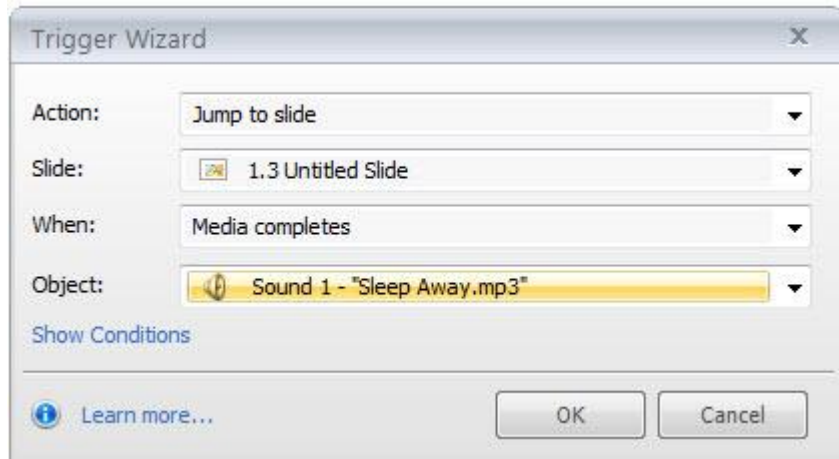 Trigger Wizard
Action: Jump to slide
Slide: 1.3 Untitled Slide
When: Media completes
Object: Sound 1 - "Sleep Away.mp3"
Show Conditions
Learn more... OK Cancel